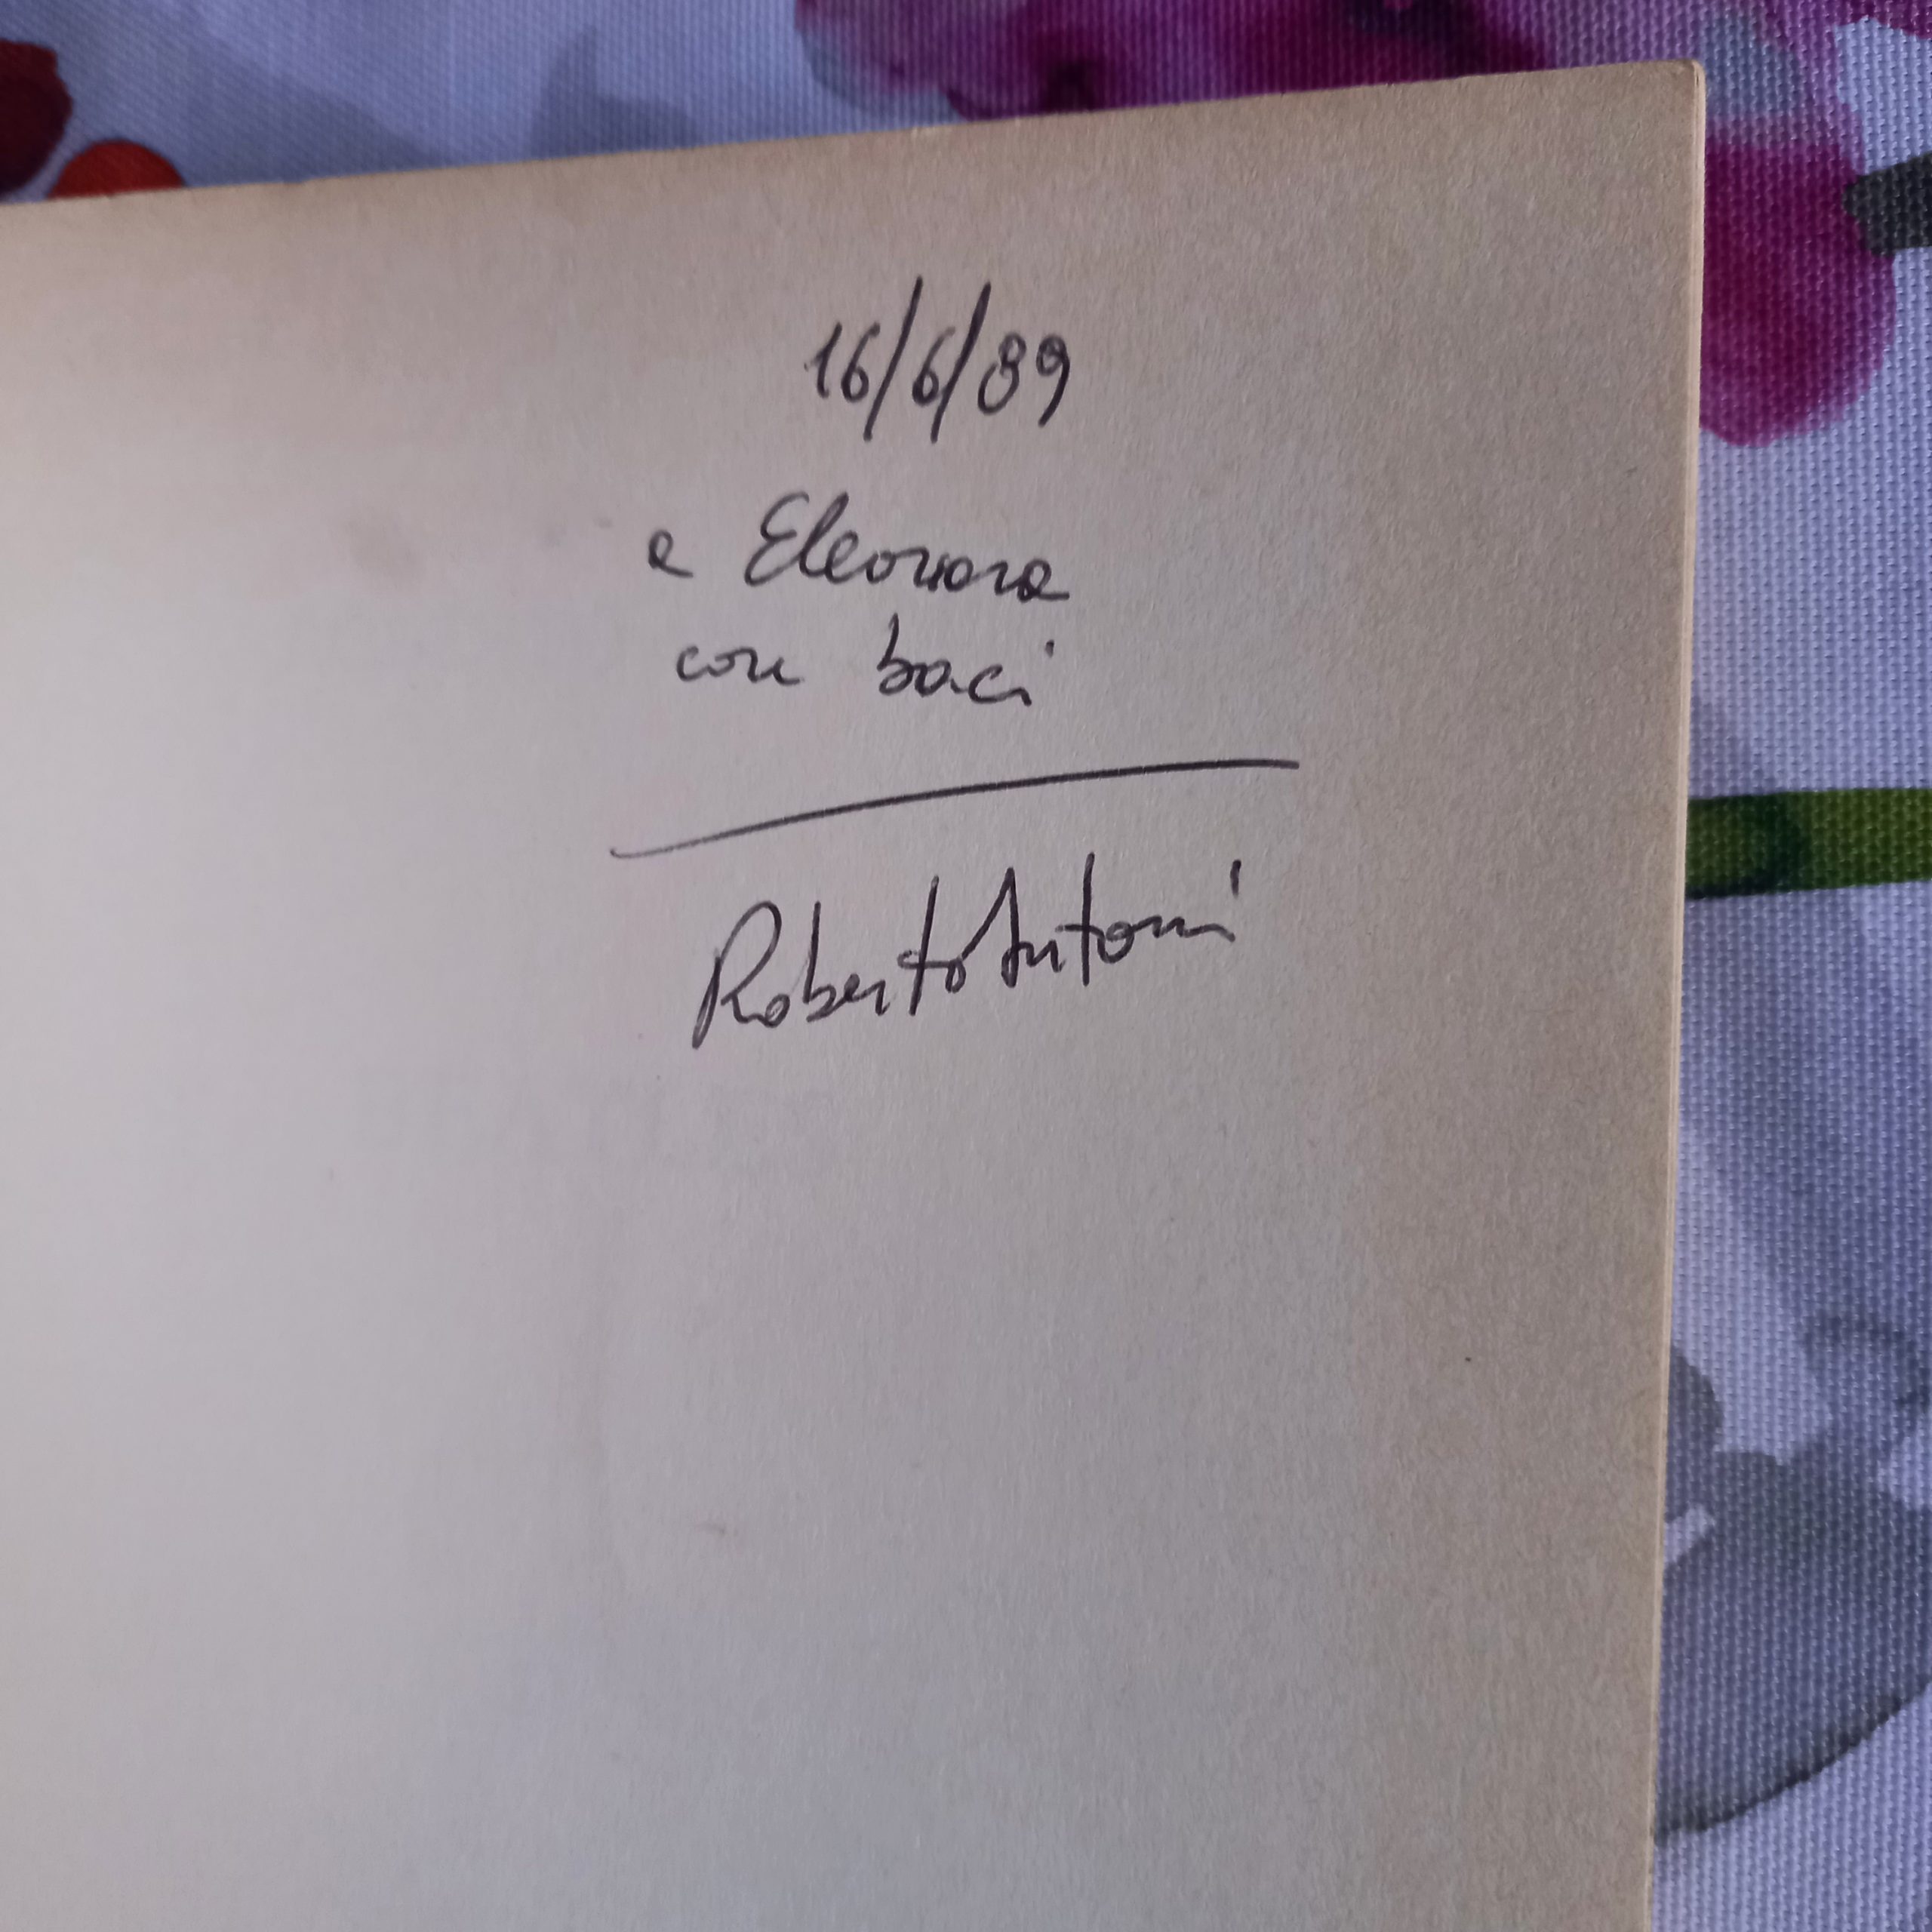 16/6/89
a Eleonora
con baci
Roberto Antoni